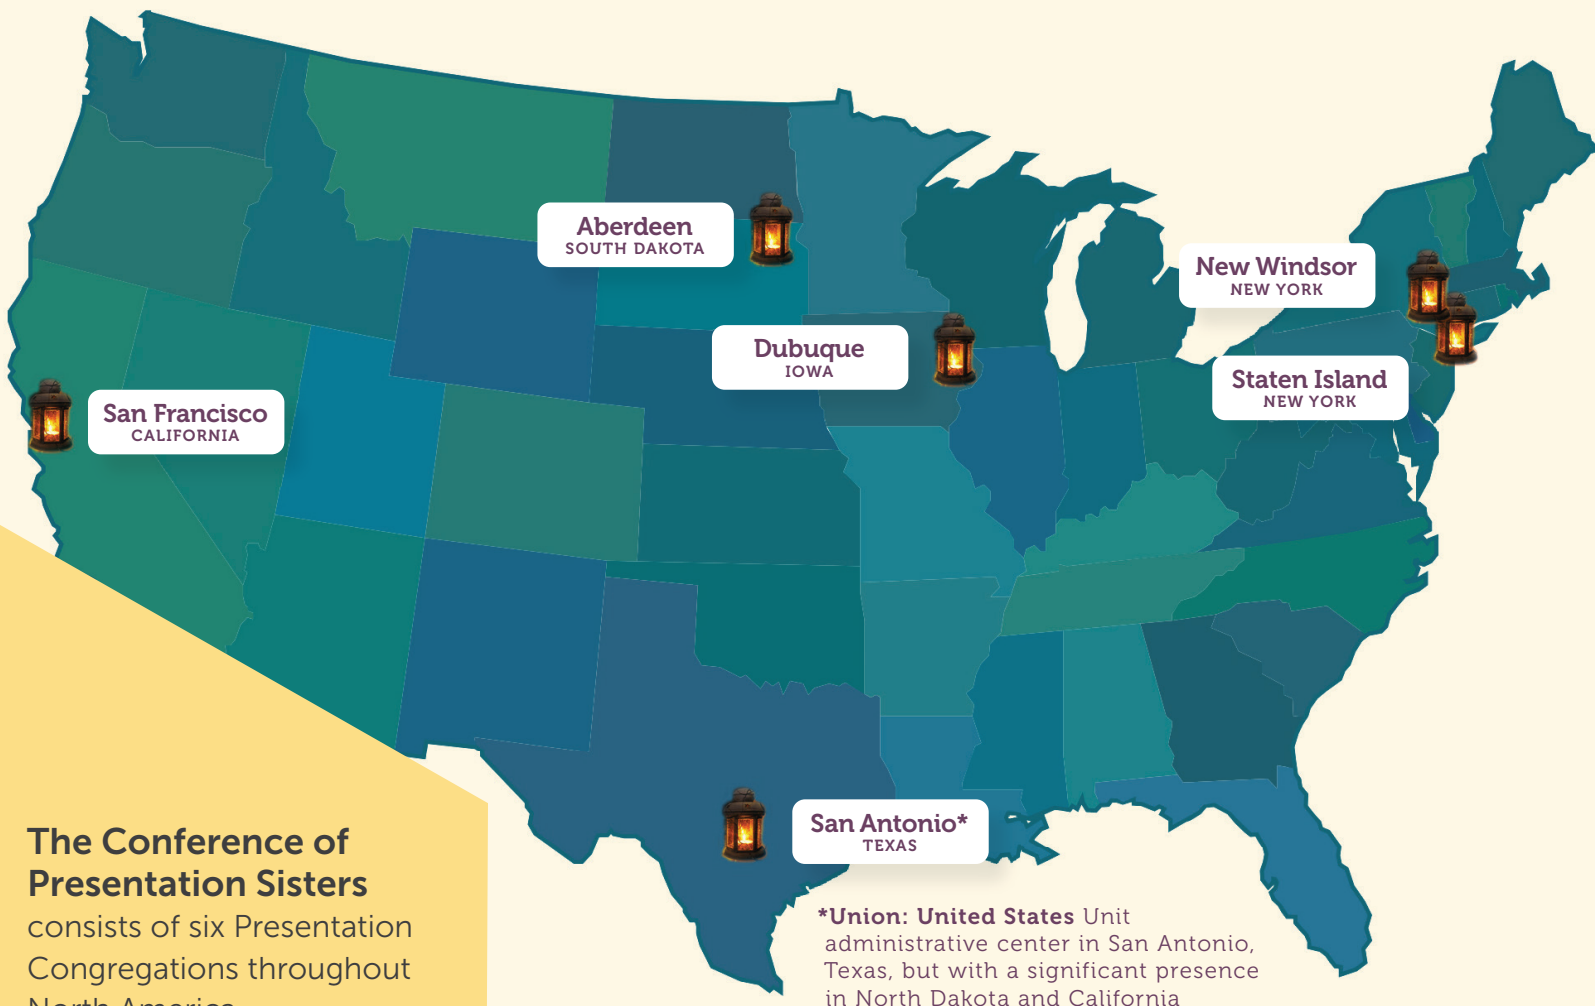 Aberdeen
SOUTH DAKOTA
New Windsor
NEW YORK
Dubuque
IOWA
Staten Island
NEW YORK
San Francisco
CALIFORNIA
San Antonio*
TEXAS
The Conference of
Presentation Sisters
consists of six Presentation
Congregations throughout
North America
*Union: United States Unit
administrative center in San Antonio,
Texas, but with a significant presence
in North Dakota and California